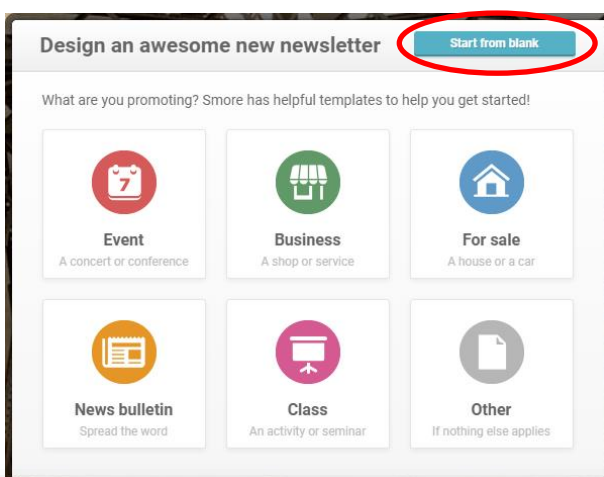 Design an awesome new newsletter
Start from blank
What are you promoting? Smore has helpful templates to help you get started!
7
Event
A concert or conference
Business
A shop or service
For sale
A house or a car
News bulletin
Spread the word
Class
An activity or seminar
Other
If nothing else applies